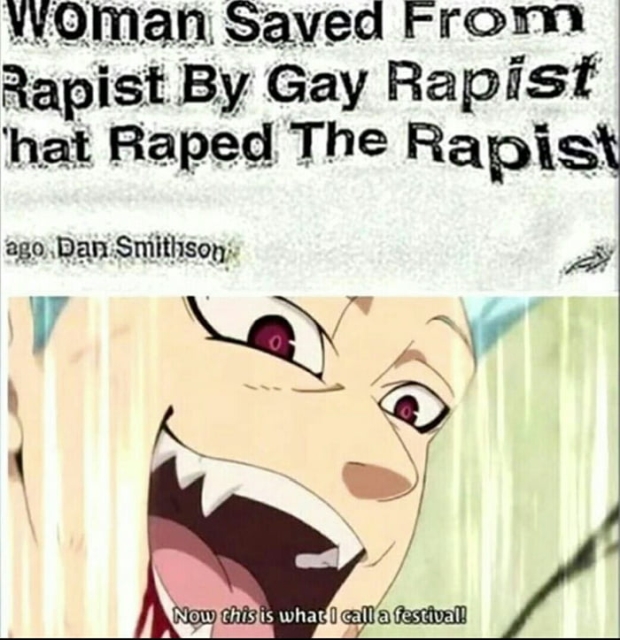 Woman Saved From
Rapist By Gay Rapist
hat Raped The Rapist
ago Dan Smithson
Now this is what I call a festival!